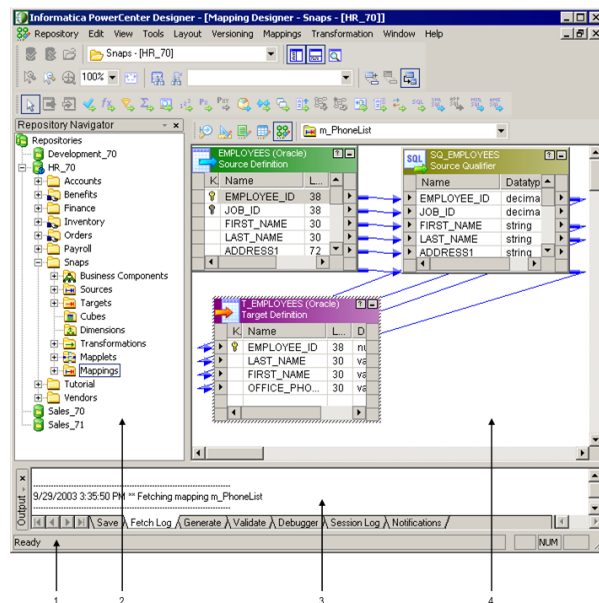 Informatica PowerCenter Designer - [Mapping Designer - Snaps - [HR_70]]
Repository Edit View Tools Layout Versioning Mappings Transformation Window Help
Snaps - [HR_70]
100%
Repository Navigator
m_PhoneList
Repositories
Development_70
HR_70
Accounts
Benefits
Finance
Inventory
Orders
Payroll
Snaps
Business Components
Sources
Targets
Cubes
Dimensions
Transformations
Mapplets
Mappings
Tutorial
Vendors
Sales_70
Sales_71
EMPLOYEES (Oracle)
Source Definition
K Name L...
EMPLOYEE_ID 38
JOB_ID 38
FIRST_NAME 30
LAST_NAME 30
ADDRESS1 72
SQL
SQ_EMPLOYEES
Source Qualifier
Name Datatyp
EMPLOYEE_ID decima
JOB_ID decima
FIRST_NAME string
LAST_NAME string
ADDRESS1 string
T_EMPLOYEES (Oracle)
Target Definition
K Name L... D
EMPLOYEE_ID 38 nu
LAST_NAME 30 va
FIRST_NAME 30 va
OFFICE_PHO... 30 va
Output
9/29/2003 3:35:50 PM ** Fetching mapping m_PhoneList
Save Fetch Log Generate Validate Debugger Session Log Notifications
Ready NUM
1 2 3 4